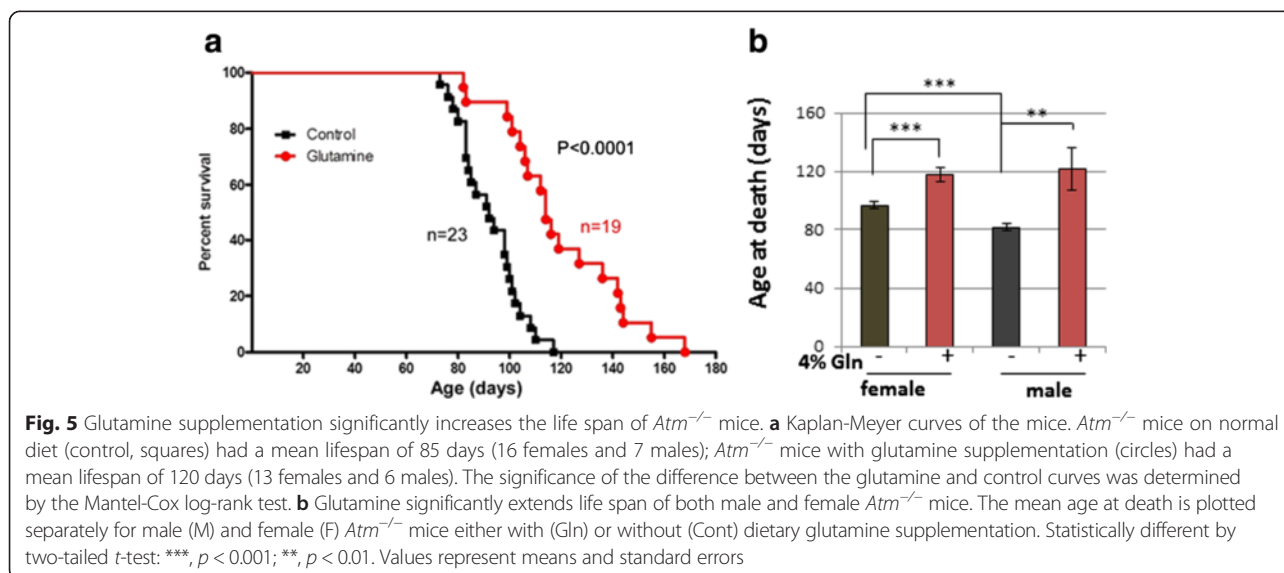 a
b
100
80
60
40
20
0
Percent survival
Control
Glutamine
P<0.0001
n=23
n=19
20 40 60 80 100 120 140 160 180
Age (days)
Age at death (days)
160
120
80
40
0
***
***
**
4% Gln - + - +
female male
Fig. 5 Glutamine supplementation significantly increases the life span of Atm−/− mice. a Kaplan-Meyer curves of the mice. Atm−/− mice on normal
diet (control, squares) had a mean lifespan of 85 days (16 females and 7 males); Atm−/− mice with glutamine supplementation (circles) had a
mean lifespan of 120 days (13 females and 6 males). The significance of the difference between the glutamine and control curves was determined
by the Mantel-Cox log-rank test. b Glutamine significantly extends life span of both male and female Atm−/− mice. The mean age at death is plotted
separately for male (M) and female (F) Atm−/− mice either with (Gln) or without (Cont) dietary glutamine supplementation. Statistically different by
two-tailed t-test: ***, p < 0.001; **, p < 0.01. Values represent means and standard errors